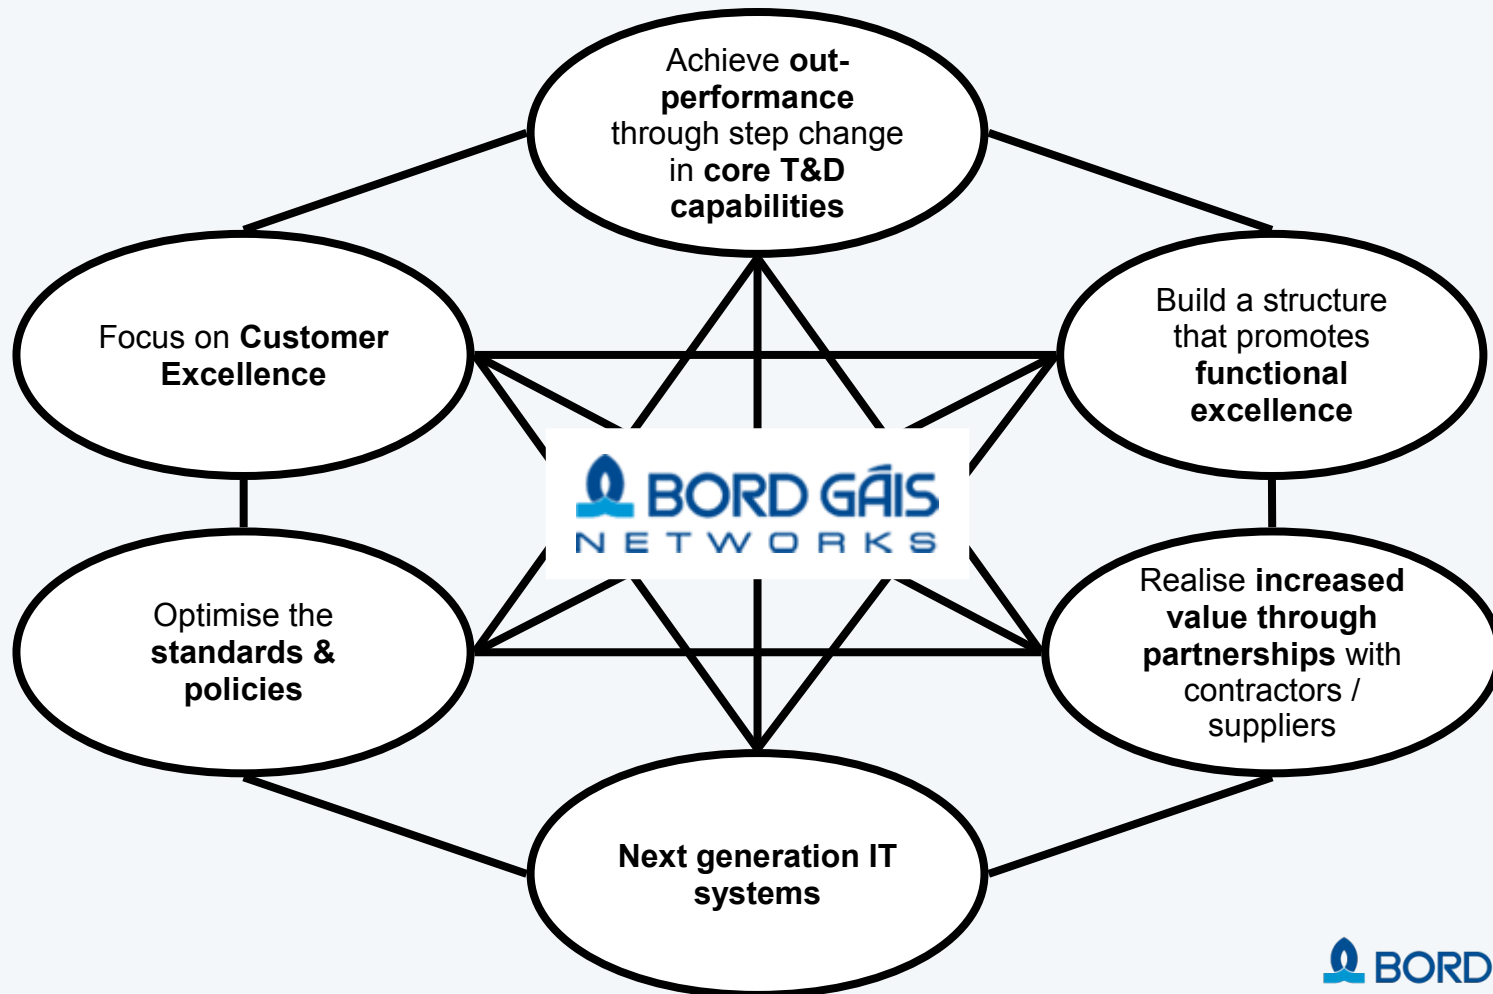 Achieve out-
performance
through step change
in core T&D
capabilities
Focus on Customer
Excellence
Build a structure
that promotes
functional
excellence
BORD GÁIS
NETWORKS
Optimise the
standards &
policies
Realise increased
value through
partnerships with
contractors /
suppliers
Next generation IT
systems
BORD